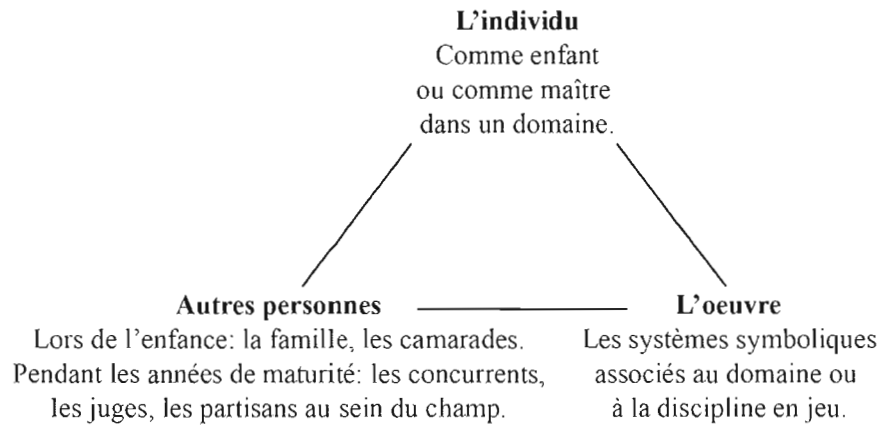 L'individu
Comme enfant
ou comme maître
dans un domaine.
Autres personnes
Lors de l'enfance: la famille, les camarades.
Pendant les années de maturité: les concurrents,
les juges, les partisans au sein du champ.
L'oeuvre
Les systèmes symboliques
associés au domaine ou
à la discipline en jeu.